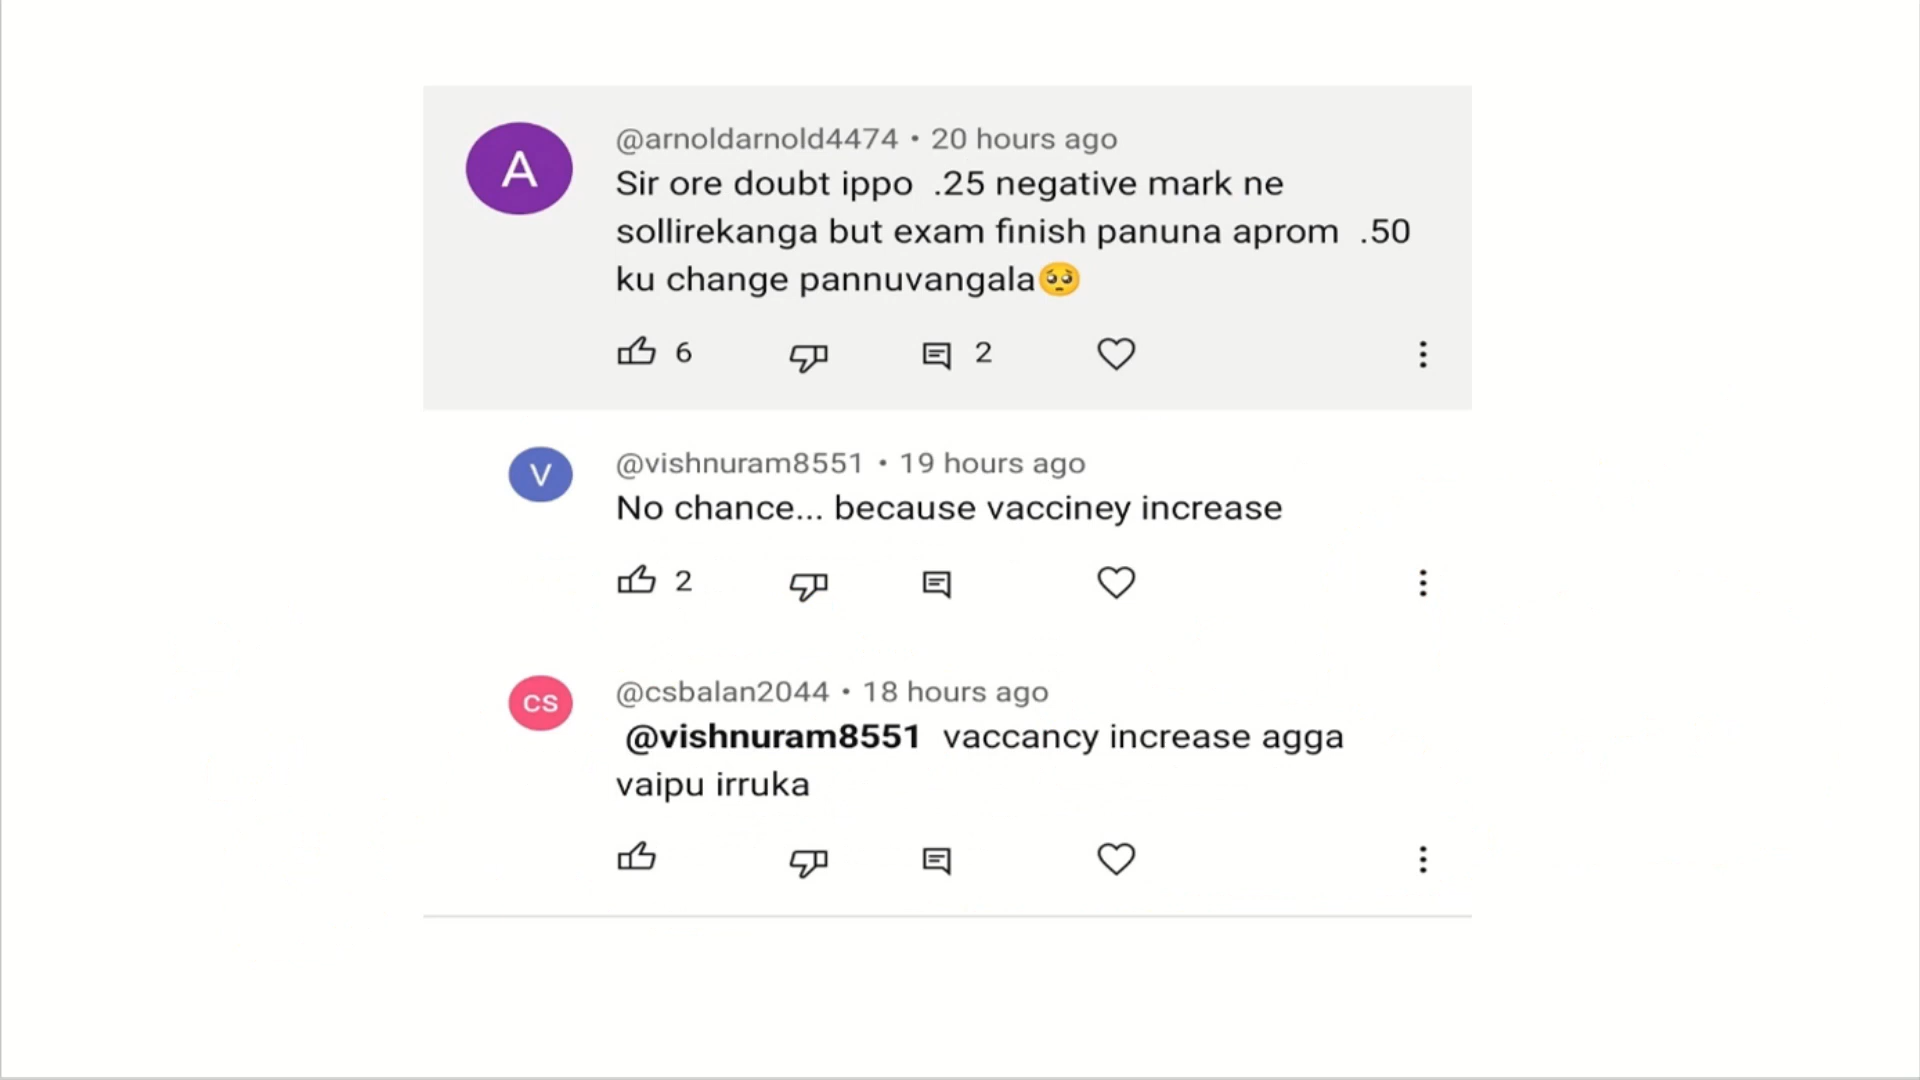 A
@arnoldarnold4474 • 20 hours ago
Sir ore doubt ippo .25 negative mark ne
sollirekanga but exam finish panuna aprom .50
ku change pannuvangala🥺
6
2
V
@vishnuram8551 • 19 hours ago
No chance... because vacciney increase
2
CS
@csbalan2044 • 18 hours ago
@vishnuram8551 vaccancy increase agga
vaipu irruka